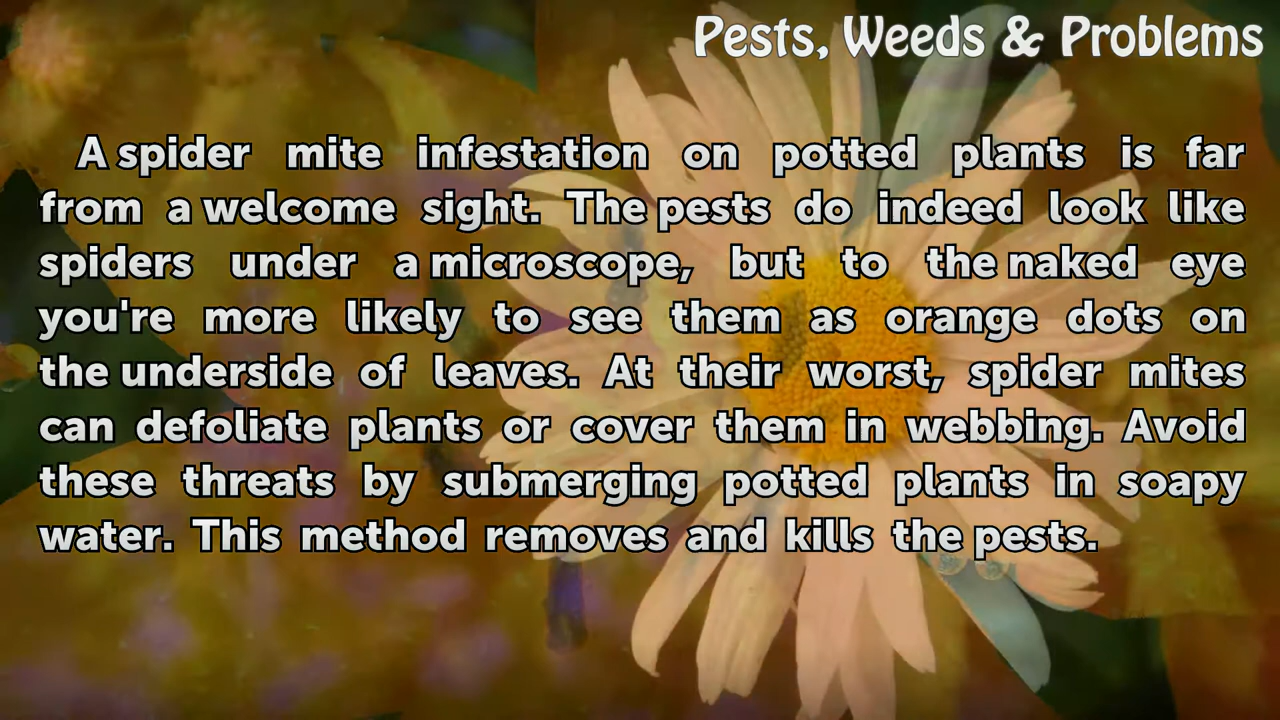 Pests, Weeds & Problems
A spider mite infestation on potted plants is far
from a welcome sight. The pests do indeed look like
spiders under a microscope, but to the naked eye
you're more likely to see them as orange dots on
the underside of leaves. At their worst, spider mites
can defoliate plants or cover them in webbing. Avoid
these threats by submerging potted plants in soapy
water. This method removes and kills the pests.